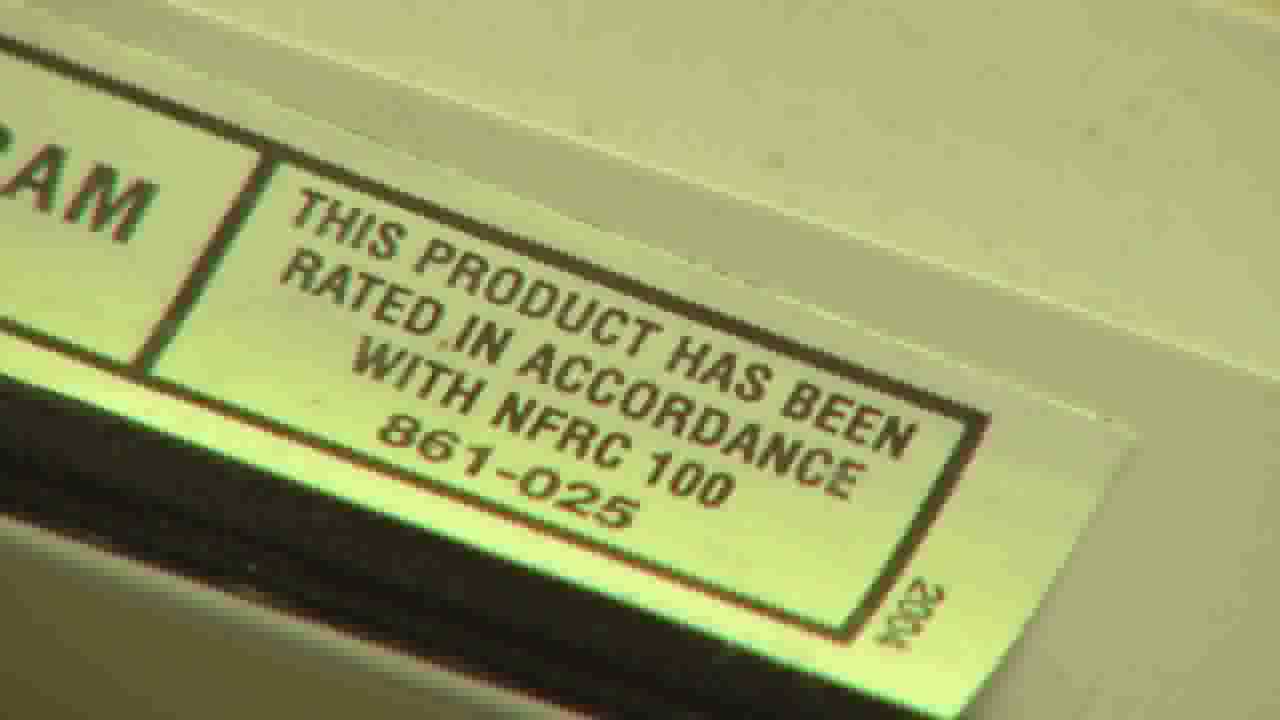 AM
THIS PRODUCT HAS BEEN
RATED IN ACCORDANCE
WITH NFRC 100
861-025
2004